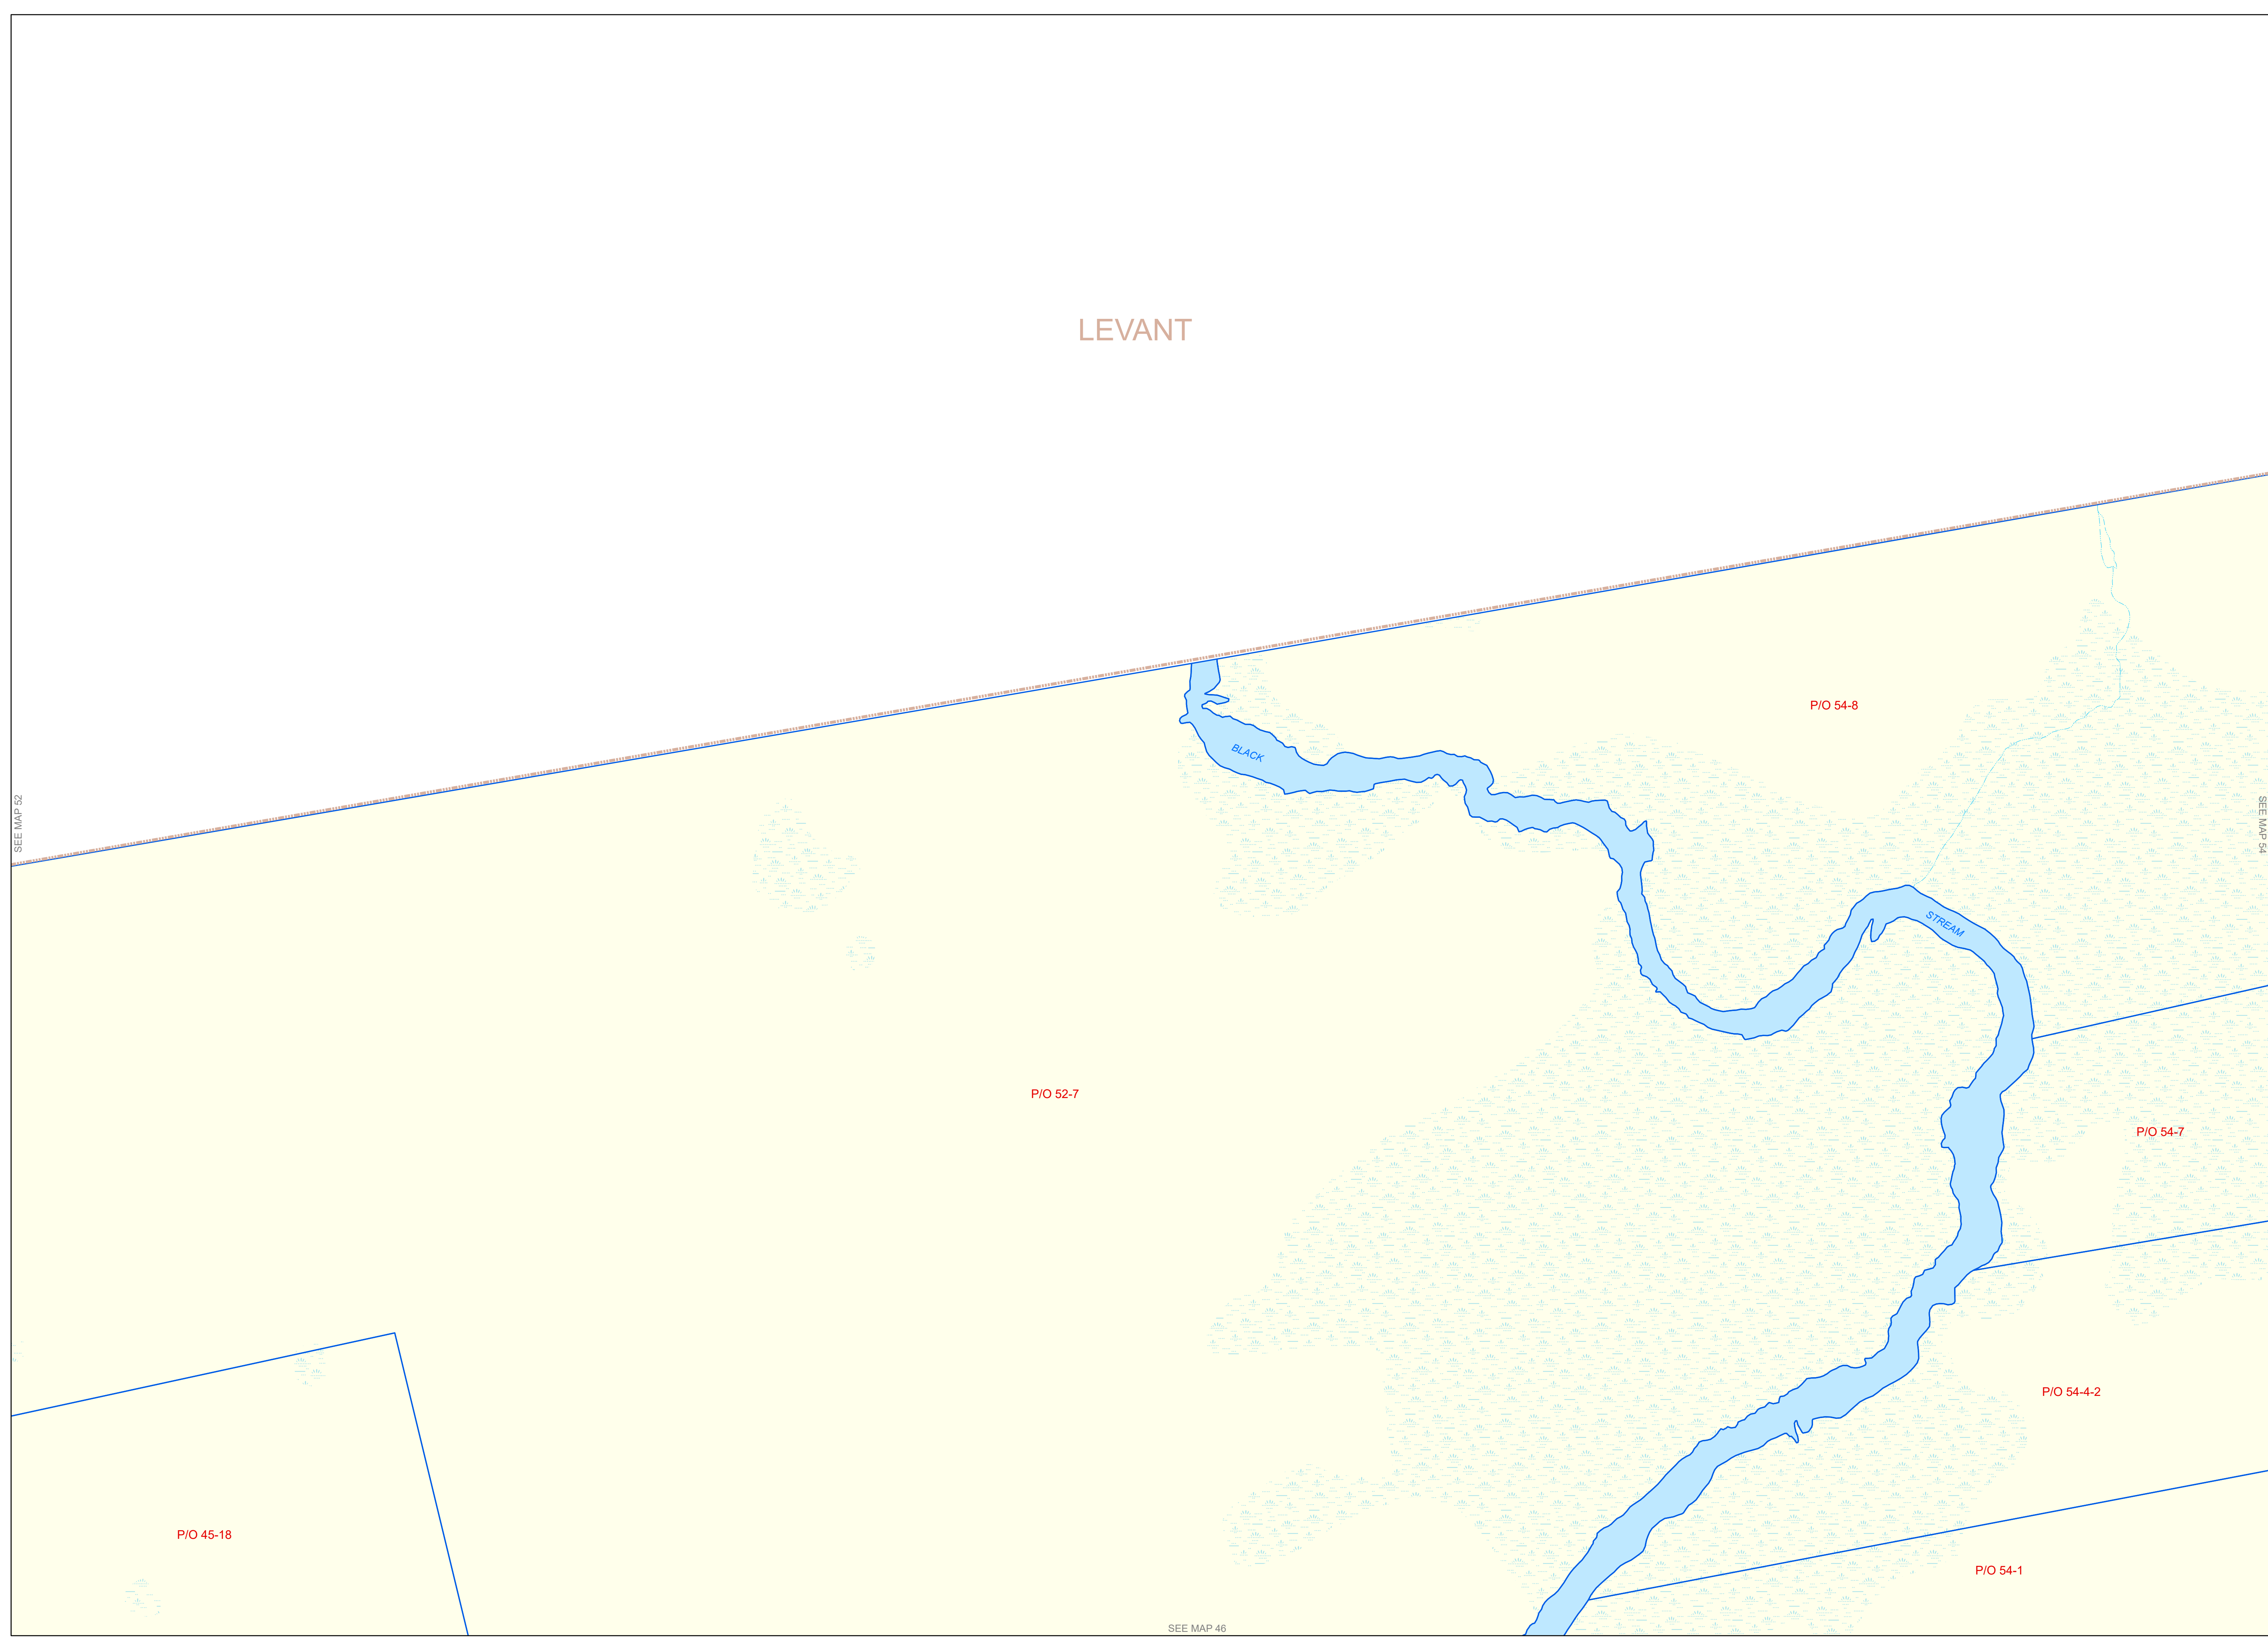 LEVANT
P/O 54-8
BLACK
SEE MAP 52
SEE MAP 54
STREAM
P/O 52-7
P/O 54-7
P/O 54-4-2
P/O 45-18
P/O 54-1
SEE MAP 46